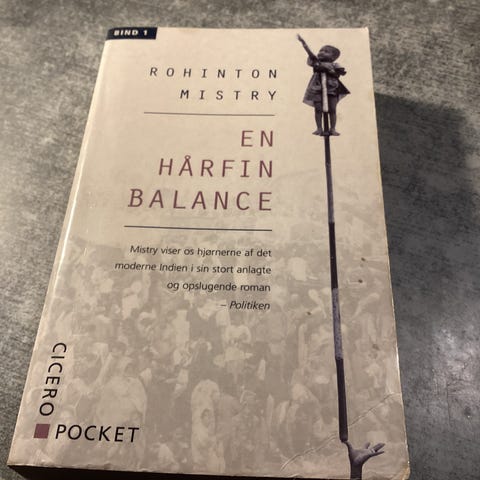 BIND 1
ROHINTON
MISTRY
EN
HÅRFIN
BALANCE
Mistry viser os hjørnerne af det
moderne Indien i sin stort anlagte
og opslugende roman
– Politiken
CICERO
POCKET